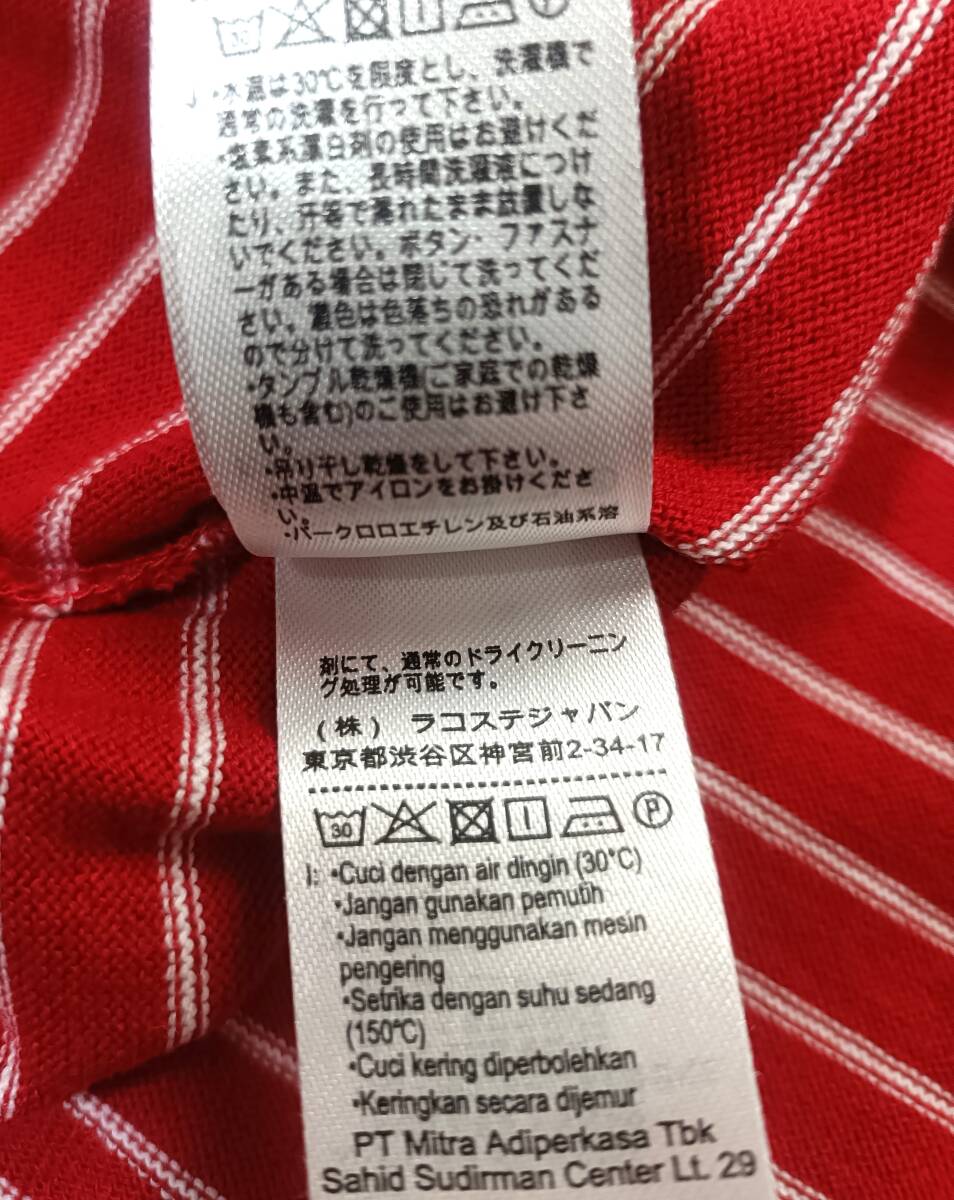 ・水温は30℃を限度とし、洗濯機で
通常の洗濯を行って下さい。
・塩素系漂白剤の使用はお避けくだ
さい。また、長時間洗濯液につけ
たり、汗等で濡れたまま放置しな
いでください。ボタン・ファスナ
ーがある場合は閉じて洗ってくだ
さい。濃色は色落ちの恐れがある
ので分けて洗ってください。
・タンブル乾燥機(ご家庭での乾燥
機も含む)のご使用はお避け下さ
い。
・吊り干し乾燥をして下さい。
・中温でアイロンをお掛けくださ
い。
・パークロロエチレン及び石油系溶
剤にて、通常のドライクリーニン
グ処理が可能です。
(株) ラコステジャパン
東京都渋谷区神宮前2-34-17
30 P
I: •Cuci dengan air dingin (30°C)
•Jangan gunakan pemutih
•Jangan menggunakan mesin
pengering
•Setrika dengan suhu sedang
(150°C)
•Cuci kering diperbolehkan
•Keringkan secara dijemur
PT Mitra Adiperkasa Tbk
Sahid Sudirman Center Lt. 29